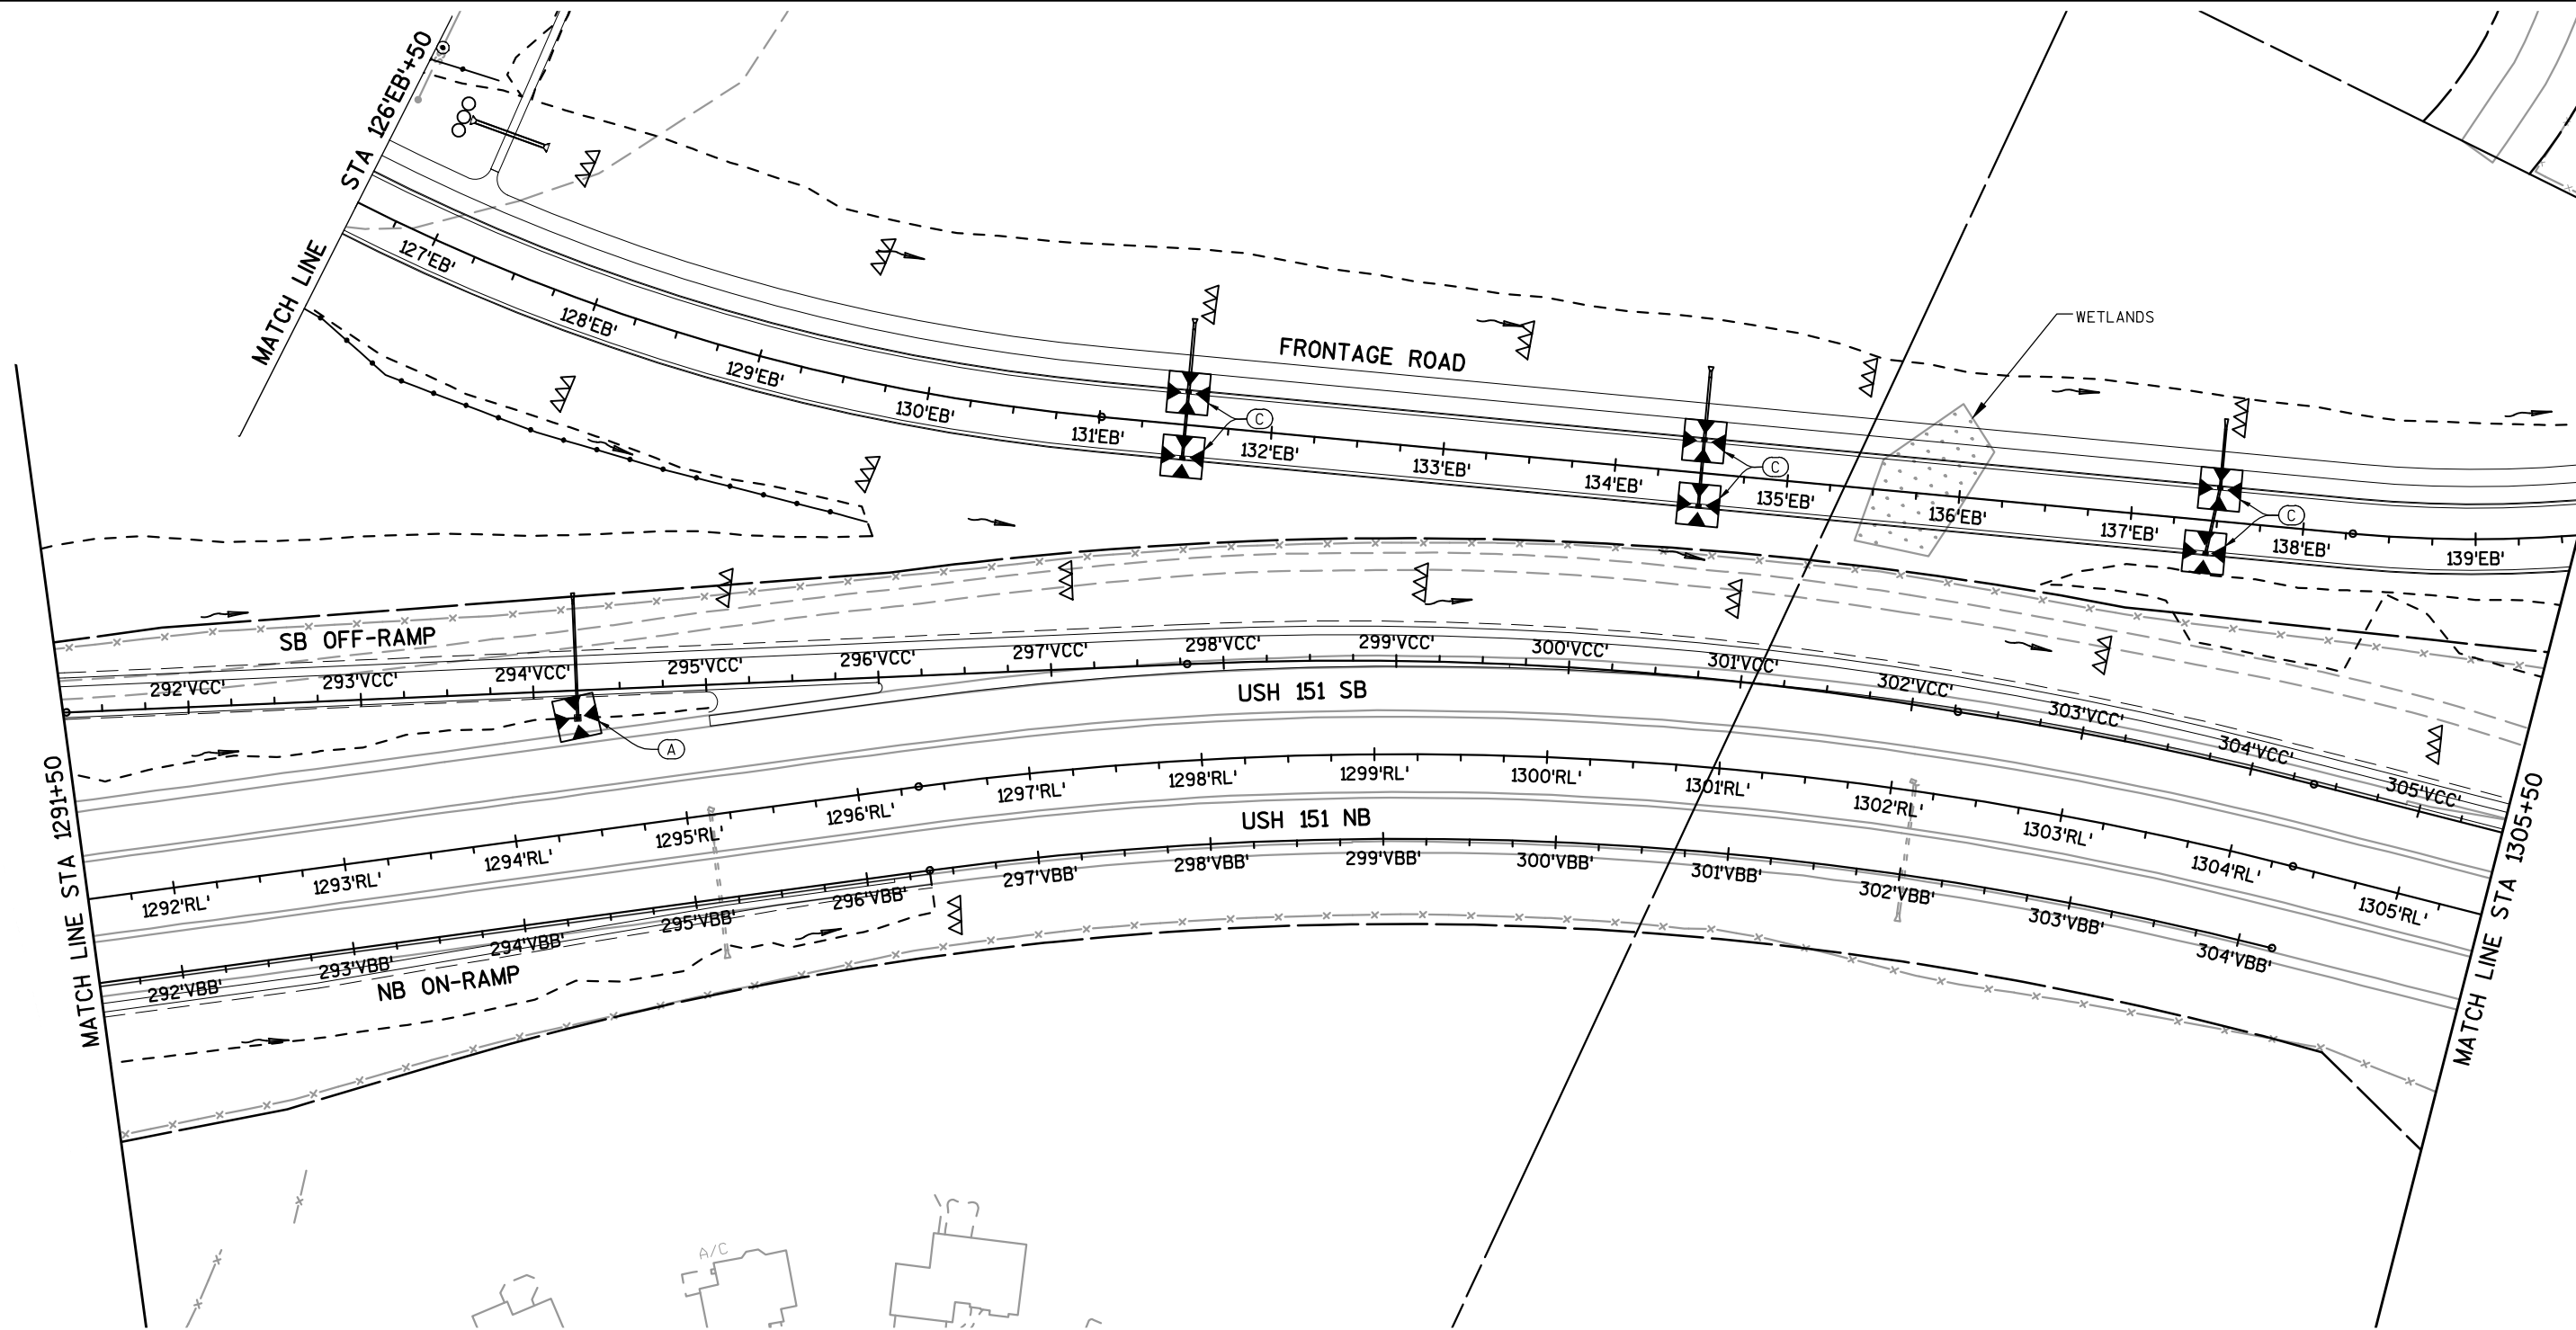 STA 126'EB'+50
MATCH LINE
127'EB'
128'EB'
129'EB'
130'EB'
131'EB'
132'EB'
133'EB'
134'EB'
135'EB'
136'EB'
137'EB'
138'EB'
139'EB'
FRONTAGE ROAD
WETLANDS
C
C
C
SB OFF-RAMP
292'VCC'
293'VCC'
294'VCC'
295'VCC'
296'VCC'
297'VCC'
298'VCC'
299'VCC'
300'VCC'
301'VCC'
302'VCC'
303'VCC'
304'VCC'
305'VCC'
USH 151 SB
A
1292'RL'
1293'RL'
1294'RL'
1295'RL'
1296'RL'
1297'RL'
1298'RL'
1299'RL'
1300'RL'
1301'RL'
1302'RL'
1303'RL'
1304'RL'
1305'RL'
USH 151 NB
292'VBB'
293'VBB'
294'VBB'
295'VBB'
296'VBB'
297'VBB'
298'VBB'
299'VBB'
300'VBB'
301'VBB'
302'VBB'
303'VBB'
304'VBB'
NB ON-RAMP
MATCH LINE STA 1291+50
MATCH LINE STA 1305+50
A/C